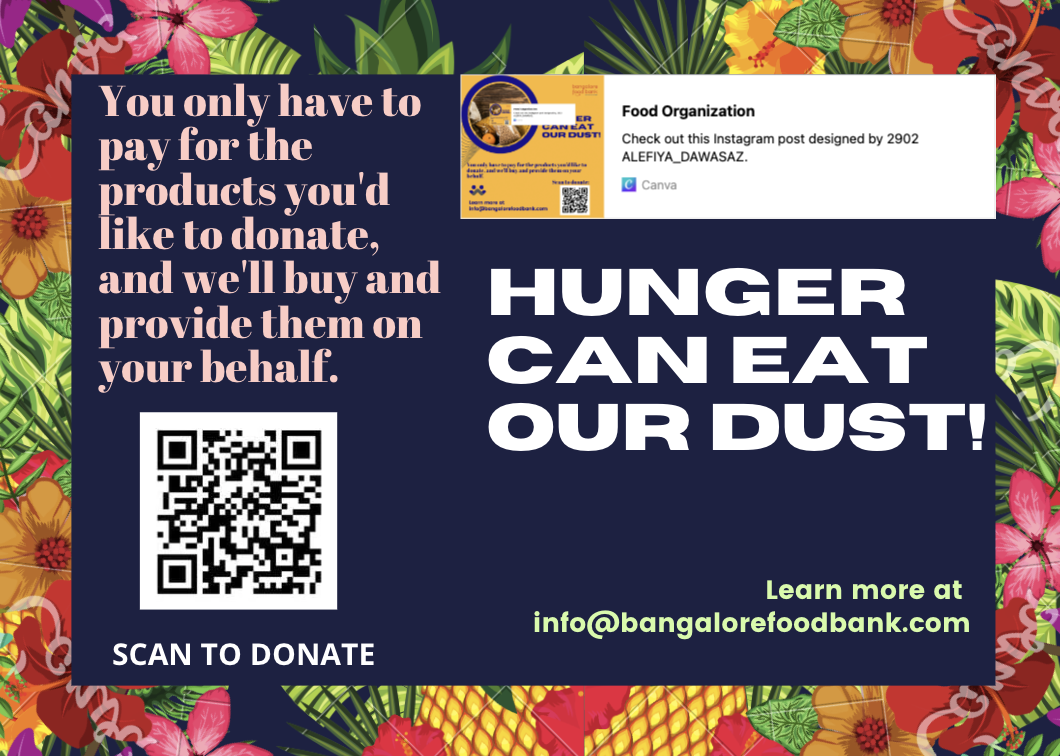 You only have to
pay for the
products you'd
like to donate,
and we'll buy and
provide them on
your behalf.
SCAN TO DONATE
bangalore
food bank
ER
CAN EAT
OUR DUST!
You only have to pay for the products you'd like to
donate, and we'll buy and provide them on your
behalf.
Scan to donate:
Learn more at
info@bangalorefoodbank.com
Food Organization
Check out this Instagram post designed by 2902
ALEFIYA_DAWASAZ.
Canva
HUNGER
CAN EAT
OUR DUST!
Learn more at
info@bangalorefoodbank.com
Canva
Canva
Canva
Canva